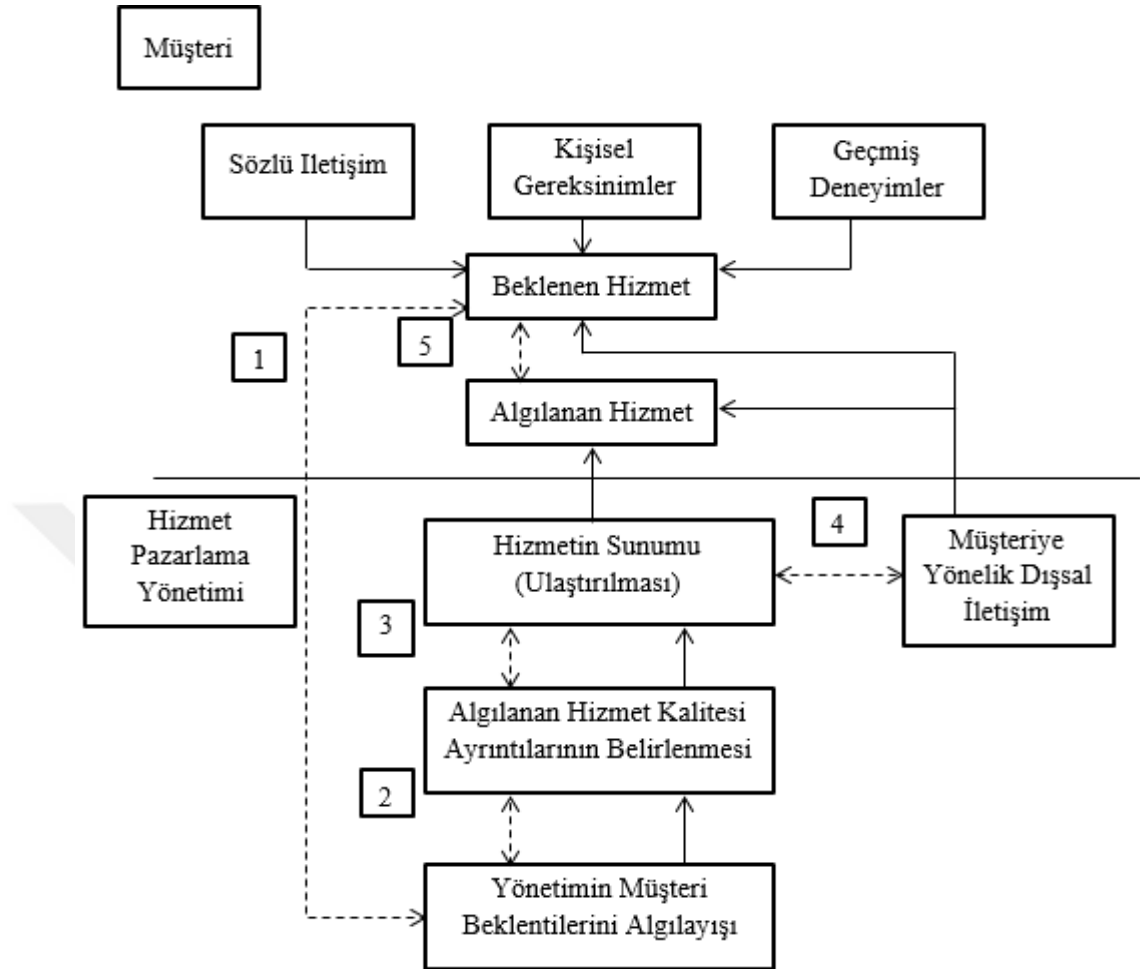 Müşteri
Sözlü Iletişim
Kişisel
Gereksinimler
Geçmiş
Deneyimler
Beklenen Hizmet
1
5
Algılanan Hizmet
Hizmet
Pazarlama
Yönetimi
Hizmetin Sunumu
(Ulaştırılması)
4
Müşteriye
Yönelik Dışsal
İletişim
3
Algılanan Hizmet Kalitesi
Ayrıntılarının Belirlenmesi
2
Yönetimin Müşteri
Beklentilerini Algılayışı